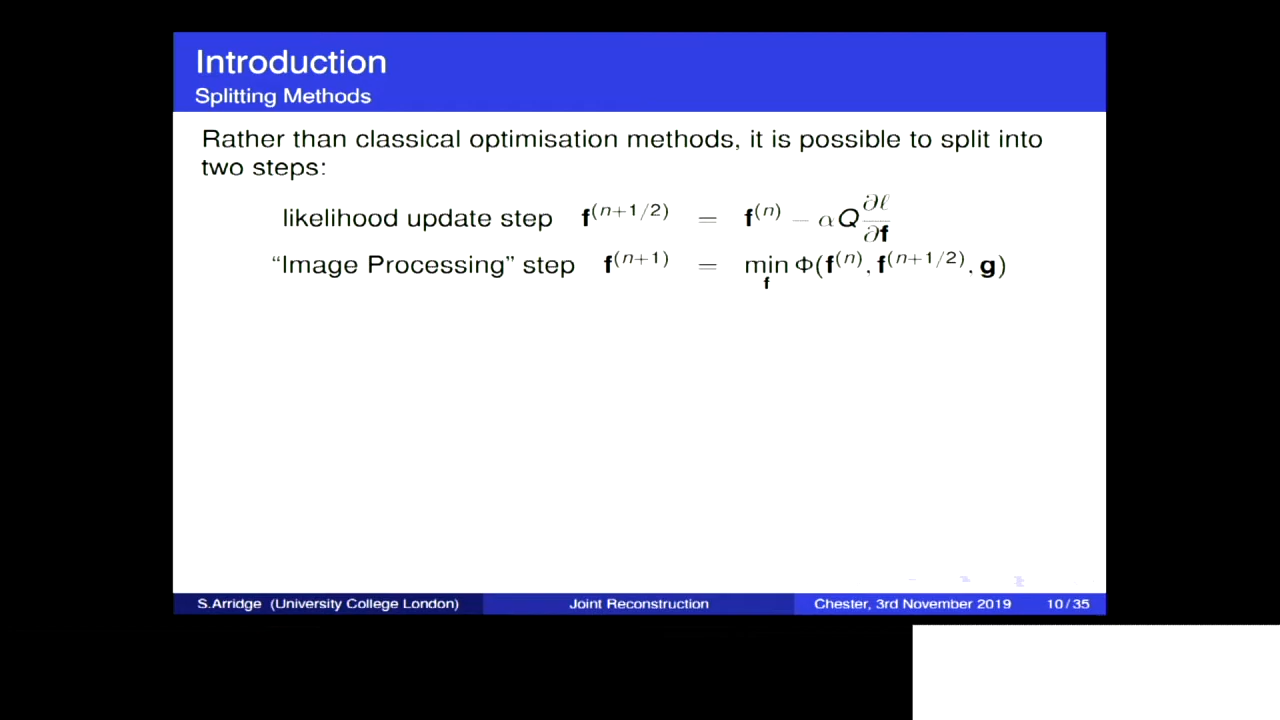 Introduction
Splitting Methods
Rather than classical optimisation methods, it is possible to split into
two steps:
likelihood update step f^(n+1/2) = f^(n) − αQ ∂ℓ/∂f
“Image Processing” step f^(n+1) = min_f Φ(f^(n), f^(n+1/2), g)
S.Arridge (University College London) Joint Reconstruction Chester, 3rd November 2019 10/35